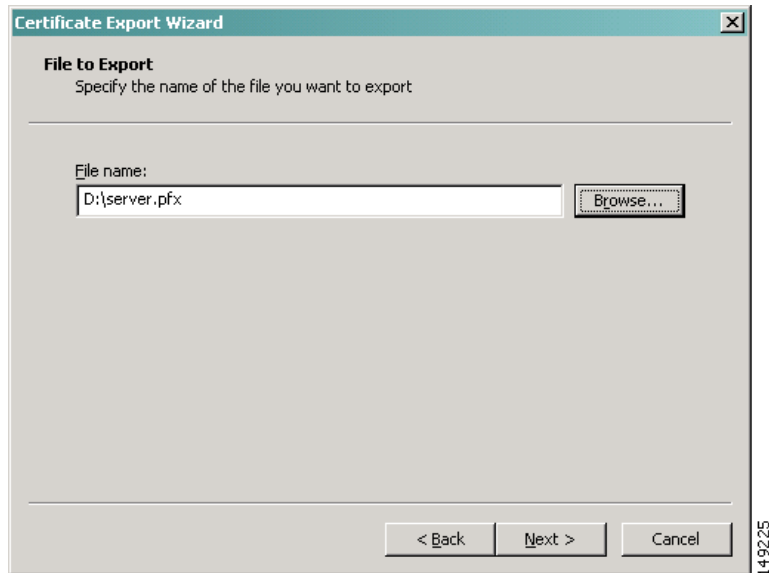 Certificate Export Wizard
File to Export
Specify the name of the file you want to export
File name:
D:\server.pfx
Browse...
< Back
Next >
Cancel
149225